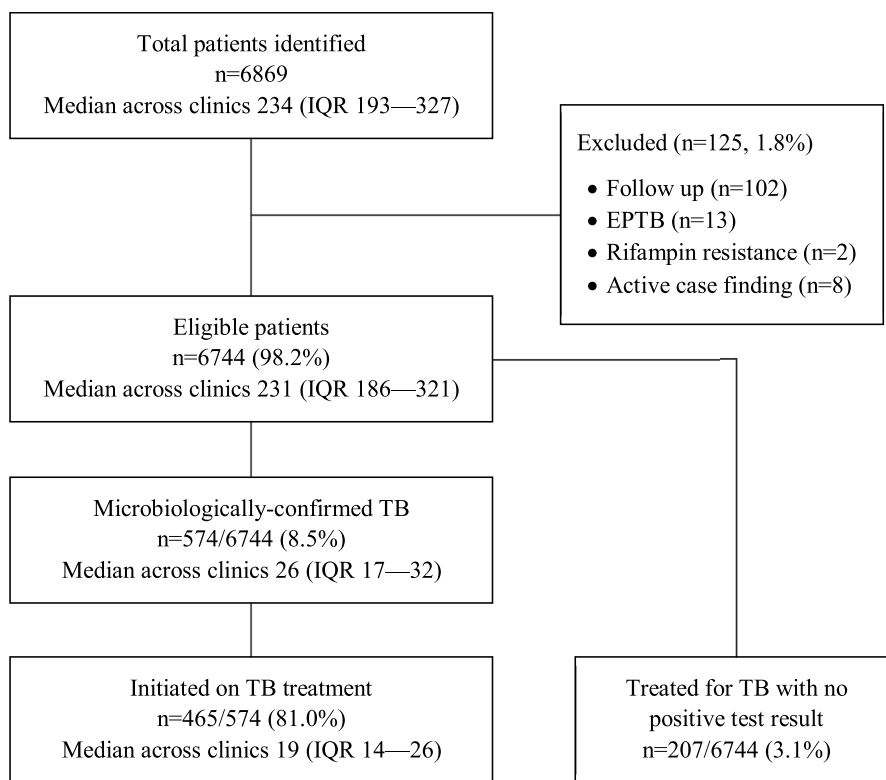 Total patients identified
n=6869
Median across clinics 234 (IQR 193—327)
Excluded (n=125, 1.8%)
• Follow up (n=102)
• EPTB (n=13)
• Rifampin resistance (n=2)
• Active case finding (n=8)
Eligible patients
n=6744 (98.2%)
Median across clinics 231 (IQR 186—321)
Microbiologically-confirmed TB
n=574/6744 (8.5%)
Median across clinics 26 (IQR 17—32)
Initiated on TB treatment
n=465/574 (81.0%)
Median across clinics 19 (IQR 14—26)
Treated for TB with no
positive test result
n=207/6744 (3.1%)